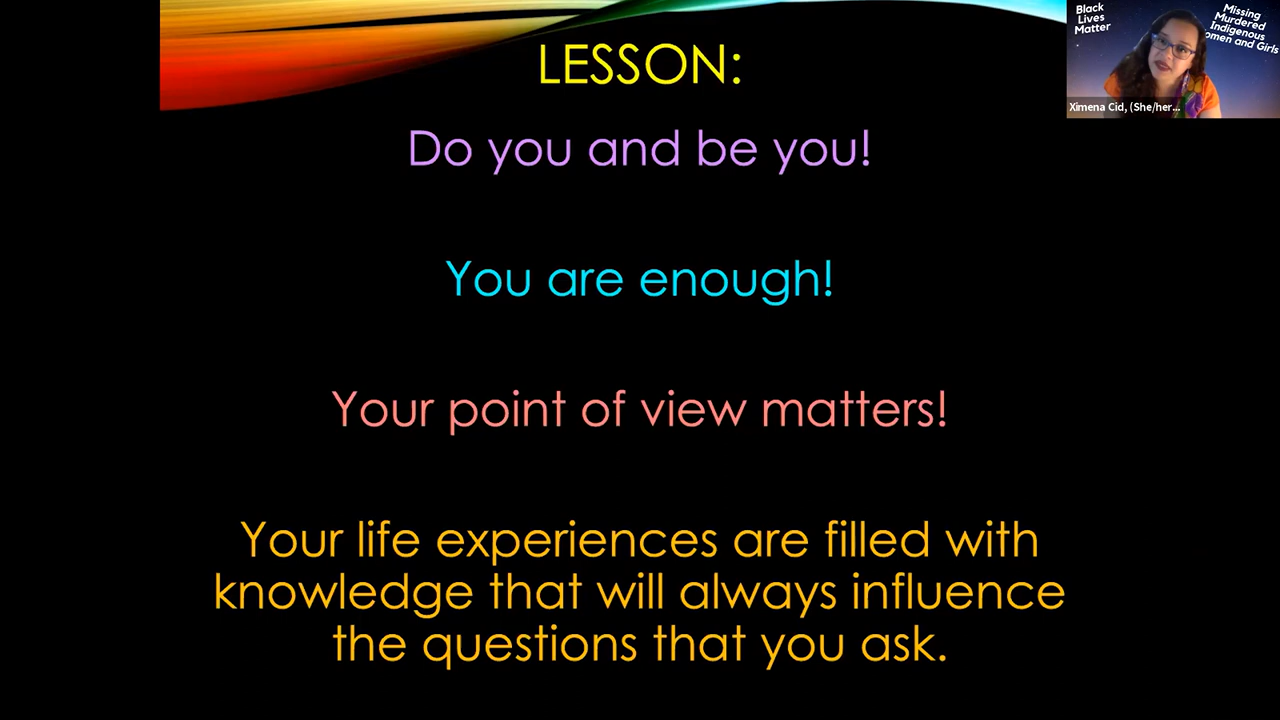 LESSON:
Do you and be you!
You are enough!
Your point of view matters!
Your life experiences are filled with
knowledge that will always influence
the questions that you ask.
Black
Lives
Matter
Missing
Murdered
Indigenous
omen and Girls
Ximena Cid, (She/her...